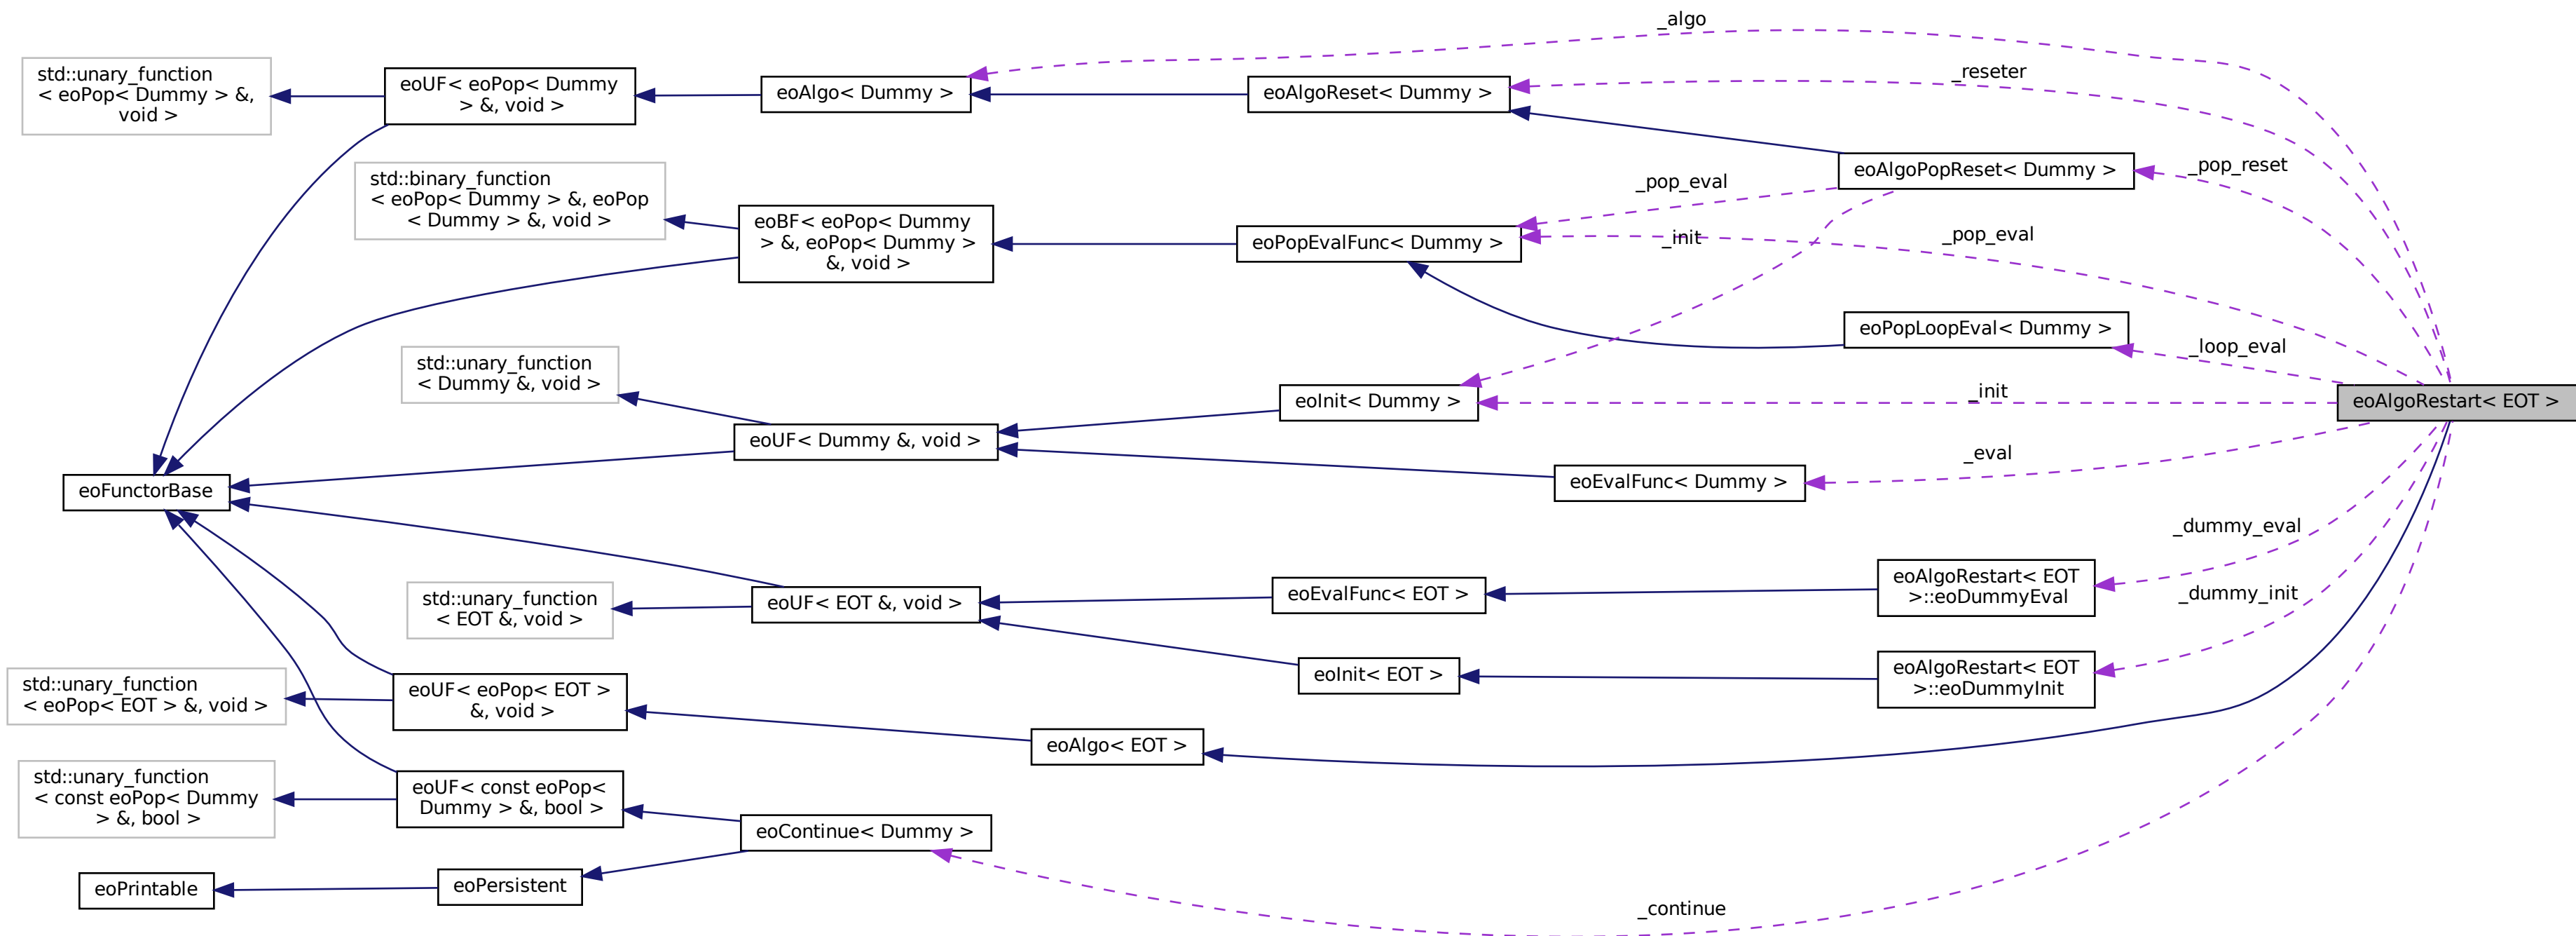 _algo
std::unary_function
< eoPop< Dummy > &,
void >
eoUF< eoPop< Dummy
> &, void >
eoAlgo< Dummy >
eoAlgoReset< Dummy >
_reseter
std::binary_function
< eoPop< Dummy > &, eoPop
< Dummy > &, void >
eoBF< eoPop< Dummy
> &, eoPop< Dummy >
&, void >
_pop_eval
_init
eoPopEvalFunc< Dummy >
eoAlgoPopReset< Dummy >
_pop_reset
_pop_eval
eoPopLoopEval< Dummy >
_loop_eval
std::unary_function
< Dummy &, void >
eoUF< Dummy &, void >
eoInit< Dummy >
_init
eoAlgoRestart< EOT >
eoFunctorBase
eoEvalFunc< Dummy >
_eval
_dummy_eval
std::unary_function
< EOT &, void >
eoUF< EOT &, void >
eoEvalFunc< EOT >
eoAlgoRestart< EOT
>::eoDummyEval
_dummy_init
eoInit< EOT >
eoAlgoRestart< EOT
>::eoDummyInit
std::unary_function
< eoPop< EOT > &, void >
eoUF< eoPop< EOT >
&, void >
eoAlgo< EOT >
std::unary_function
< const eoPop< Dummy
> &, bool >
eoUF< const eoPop<
Dummy > &, bool >
eoContinue< Dummy >
eoPrintable
eoPersistent
_continue